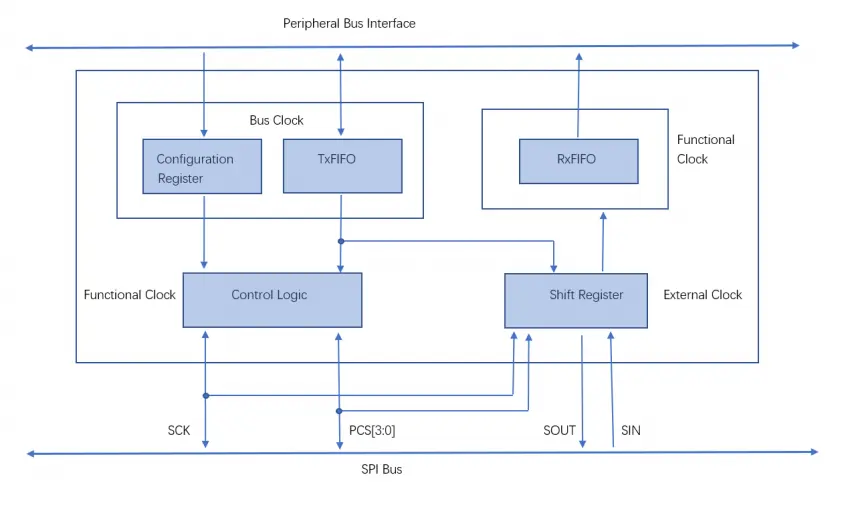 Peripheral Bus Interface
Bus Clock
Configuration
Register
TxFIFO
RxFIFO
Functional
Clock
Functional Clock
Control Logic
Shift Register
External Clock
SCK
PCS[3:0]
SOUT
SIN
SPI Bus